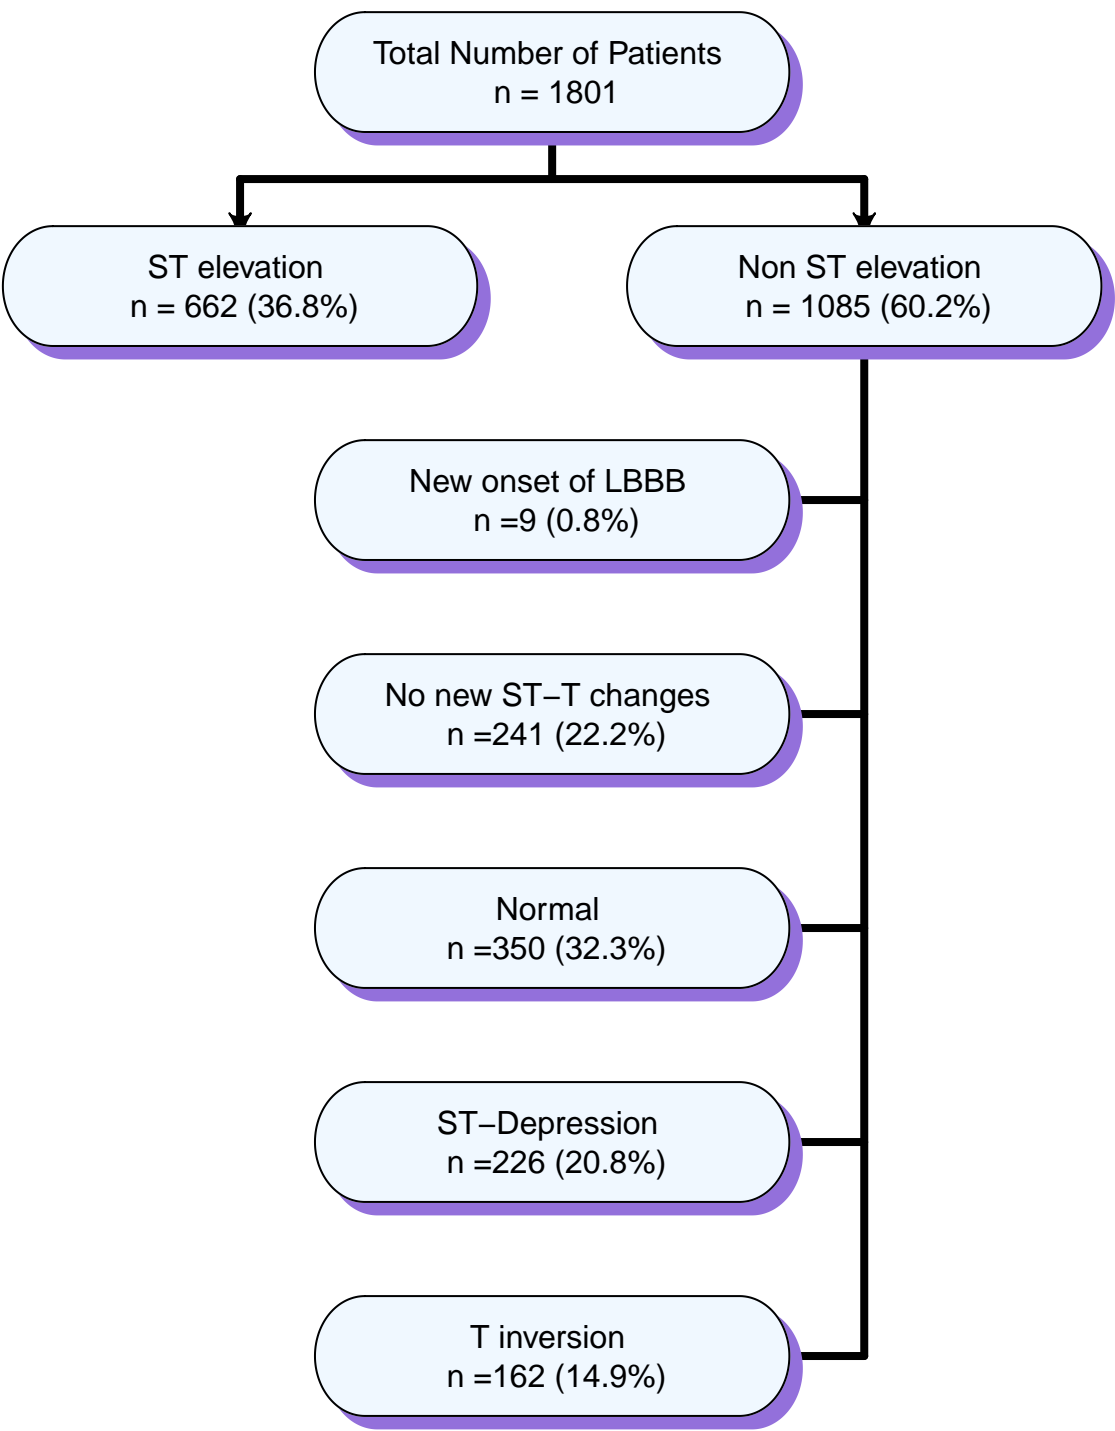 Total Number of Patients
n = 1801
ST elevation
n = 662 (36.8%)
Non ST elevation
n = 1085 (60.2%)
New onset of LBBB
n =9 (0.8%)
No new ST−T changes
n =241 (22.2%)
Normal
n =350 (32.3%)
ST−Depression
n =226 (20.8%)
T inversion
n =162 (14.9%)